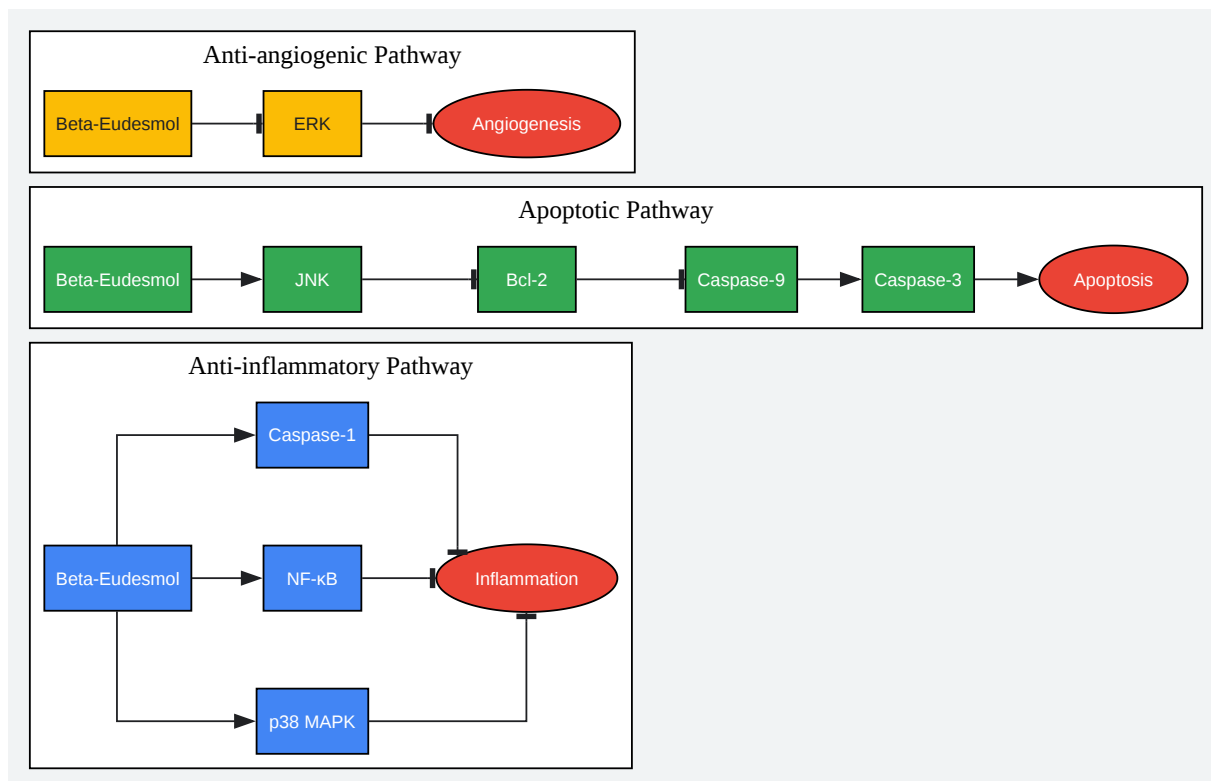 Anti-angiogenic Pathway
Beta-Eudesmol
ERK
Angiogenesis
Apoptotic Pathway
Beta-Eudesmol
JNK
Bcl-2
Caspase-9
Caspase-3
Apoptosis
Anti-inflammatory Pathway
Caspase-1
Beta-Eudesmol
NF-κB
Inflammation
p38 MAPK